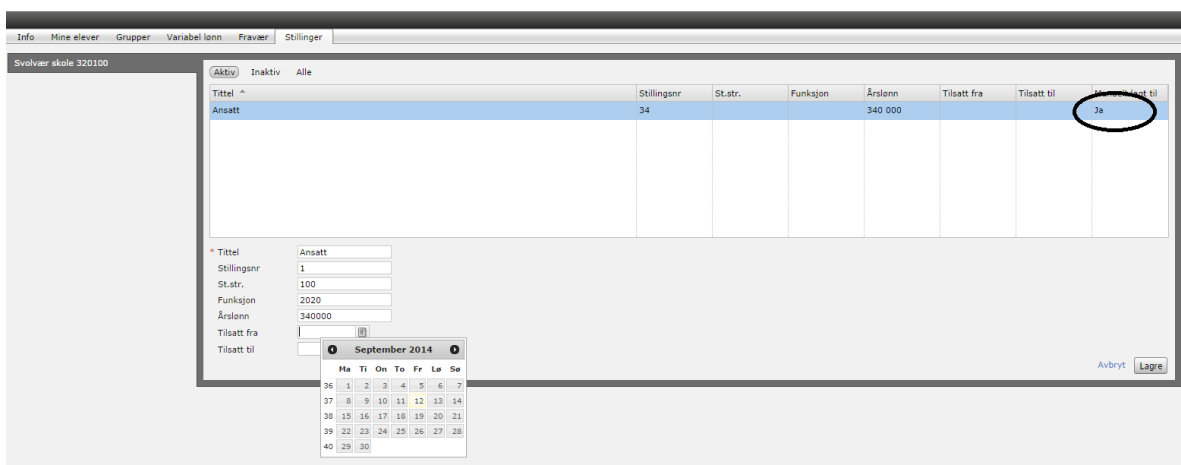 Info Mine elever Grupper Variabel lønn Fravær Stillinger
Svolvær skole 320100
Aktiv Inaktiv Alle
Tittel Stillingsnr St.str. Funksjon Årslønn Tilsatt fra Tilsatt til Manuelt lagt til
Ansatt 34 340 000 Ja
* Tittel Ansatt
Stillingsnr 1
St.str. 100
Funksjon 2020
Årslønn 340000
Tilsatt fra
Tilsatt til
September 2014
Ma Ti On To Fr Lø Sø
36 1 2 3 4 5 6 7
37 8 9 10 11 12 13 14
38 15 16 17 18 19 20 21
39 22 23 24 25 26 27 28
40 29 30
Avbryt Lagre